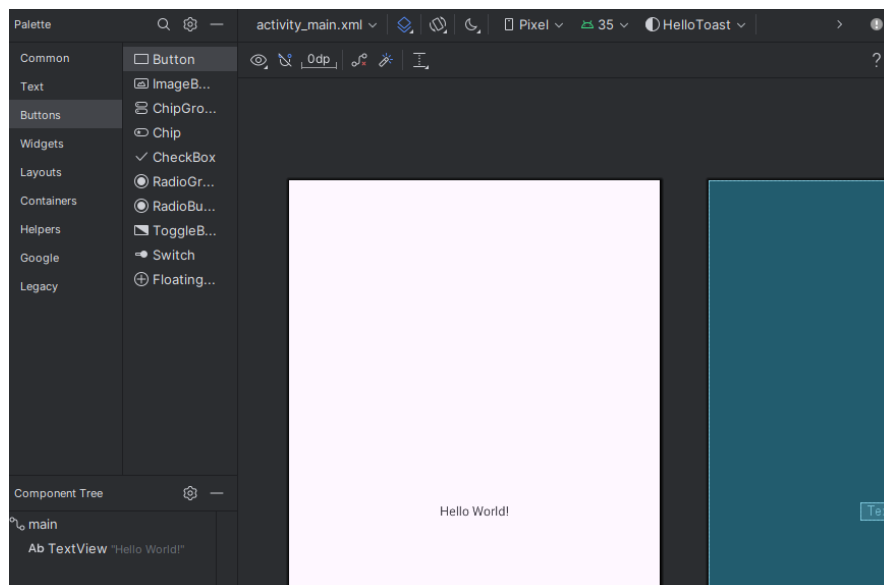 Palette
activity_main.xml
Pixel
35
HelloToast
0dp
?
Common
Text
Buttons
Widgets
Layouts
Containers
Helpers
Google
Legacy
Button
ImageB...
ChipGro...
Chip
CheckBox
RadioGr...
RadioBu...
ToggleB...
Switch
Floating...
Hello World!
Te
Component Tree
main
Ab TextView "Hello World!"